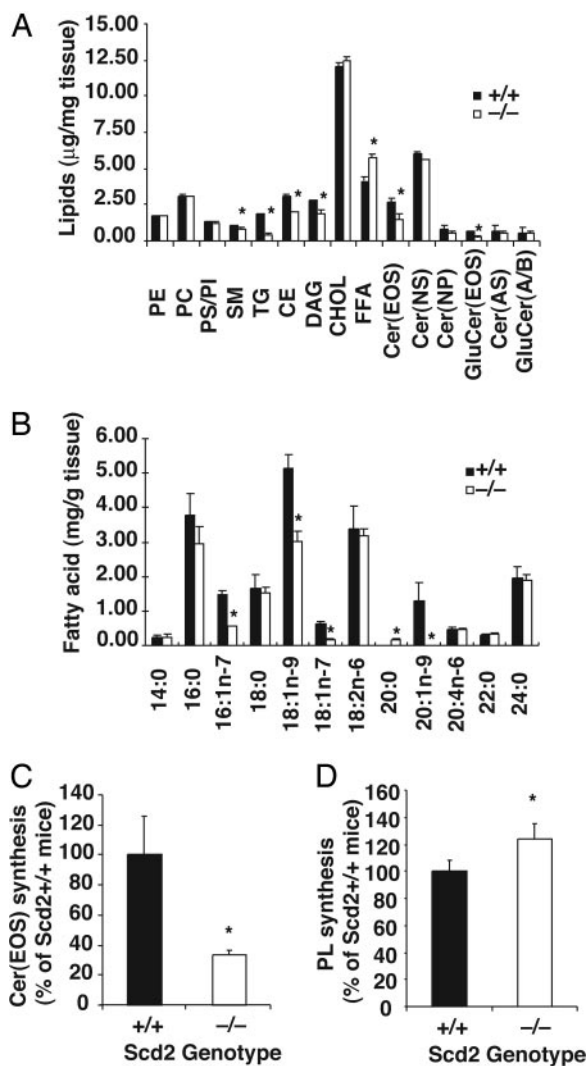 A
Lipids (µg/mg tissue)
15.00
12.50
10.00
7.50
5.00
2.50
0.00
+/+
−/−
* * * * * * *
PE PC PS/PI SM TG CE DAG CHOL FFA Cer(EOS) Cer(NS) Cer(NP) GluCer(EOS) Cer(AS) GluCer(A/B)
B
Fatty acid (mg/g tissue)
6.00
5.00
4.00
3.00
2.00
1.00
0.00
+/+
−/−
* * * * *
14:0 16:0 16:1n-7 18:0 18:1n-9 18:1n-7 18:2n-6 20:0 20:1n-9 20:4n-6 22:0 24:0
C
Cer(EOS) synthesis
(% of Scd2+/+ mice)
140
120
100
80
60
40
20
0
*
+/+ −/−
Scd2 Genotype
D
PL synthesis
(% of Scd2+/+ mice)
160
140
120
100
80
60
40
20
0
*
+/+ −/−
Scd2 Genotype